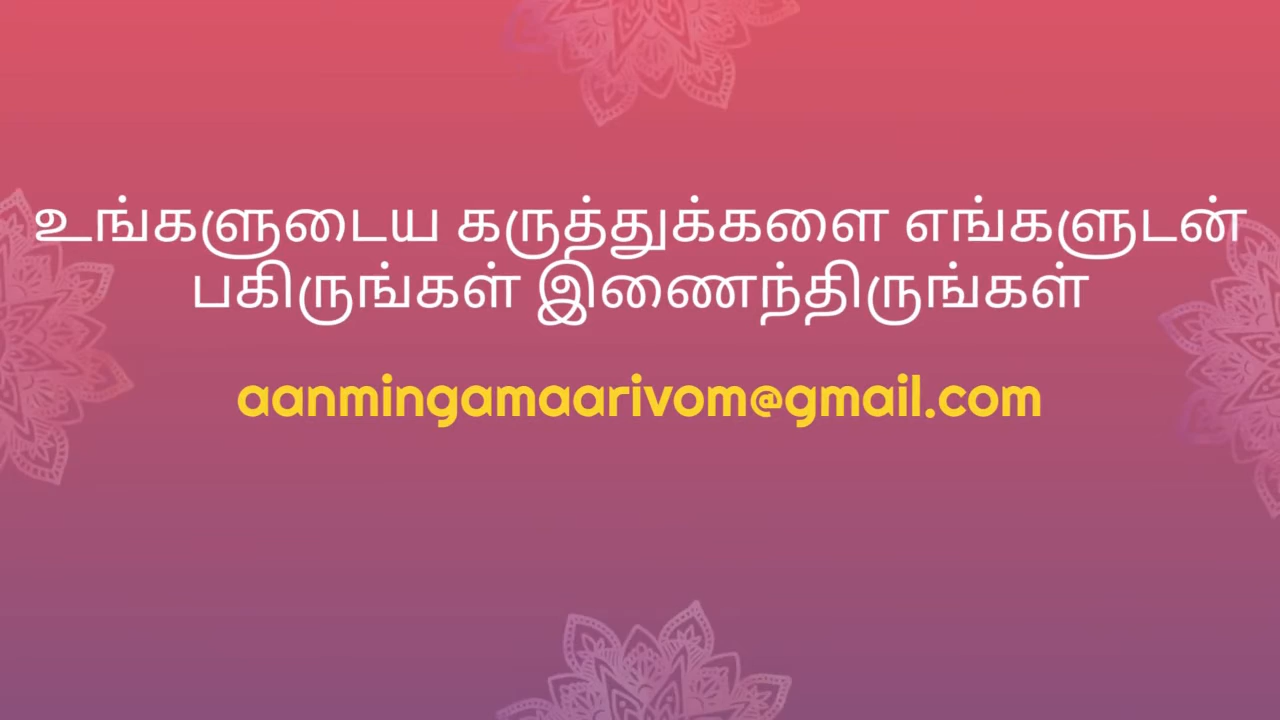 உங்களுடைய கருத்துக்களை எங்களுடன்
பகிருங்கள் இணைந்திருங்கள்
aanmingamaarivom@gmail.com